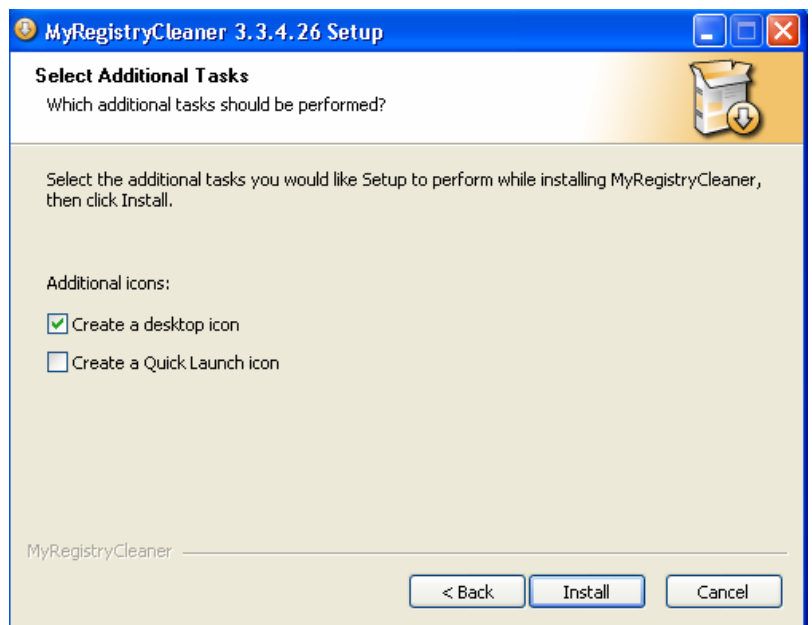 MyRegistryCleaner 3.3.4.26 Setup
Select Additional Tasks
Which additional tasks should be performed?
Select the additional tasks you would like Setup to perform while installing MyRegistryCleaner,
then click Install.
Additional icons:
Create a desktop icon
Create a Quick Launch icon
MyRegistryCleaner
< Back Install Cancel